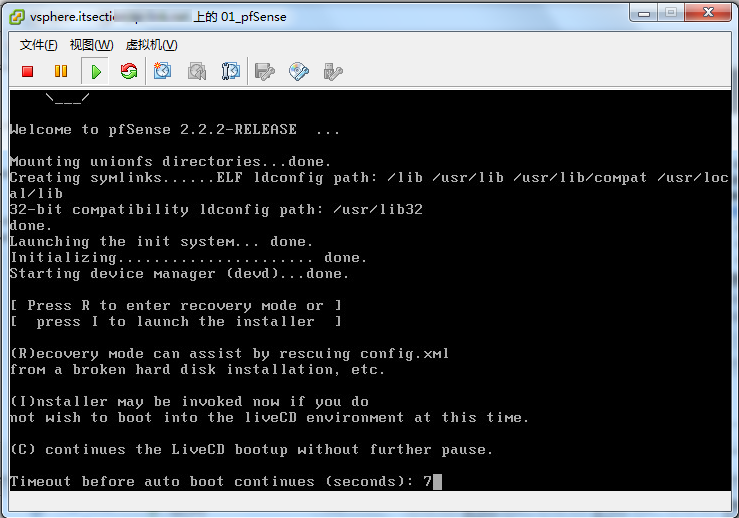 vsphere.itsecti 上的 01_pfSense
文件(F) 视图(W) 虚拟机(V)
\___/
Welcome to pfSense 2.2.2-RELEASE ...
Mounting unionfs directories...done.
Creating symlinks......ELF ldconfig path: /lib /usr/lib /usr/lib/compat /usr/loc
al/lib
32-bit compatibility ldconfig path: /usr/lib32
done.
Launching the init system... done.
Initializing...................... done.
Starting device manager (devd)...done.
[ Press R to enter recovery mode or ]
[  press I to launch the installer  ]
(R)ecovery mode can assist by rescuing config.xml
from a broken hard disk installation, etc.
(I)nstaller may be invoked now if you do
not wish to boot into the liveCD environment at this time.
(C) continues the LiveCD bootup without further pause.
Timeout before auto boot continues (seconds): 7